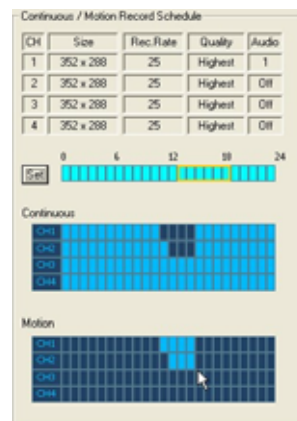 Continuous / Motion Record Schedule
CH Size Rec.Rate Quality Audio
1 352 x 288 25 Highest 1
2 352 x 288 25 Highest Off
3 352 x 288 25 Highest Off
4 352 x 288 25 Highest Off
0 6 12 18 24
Set
Continuous
CH1
CH2
CH3
CH4
Motion
CH1
CH2
CH3
CH4